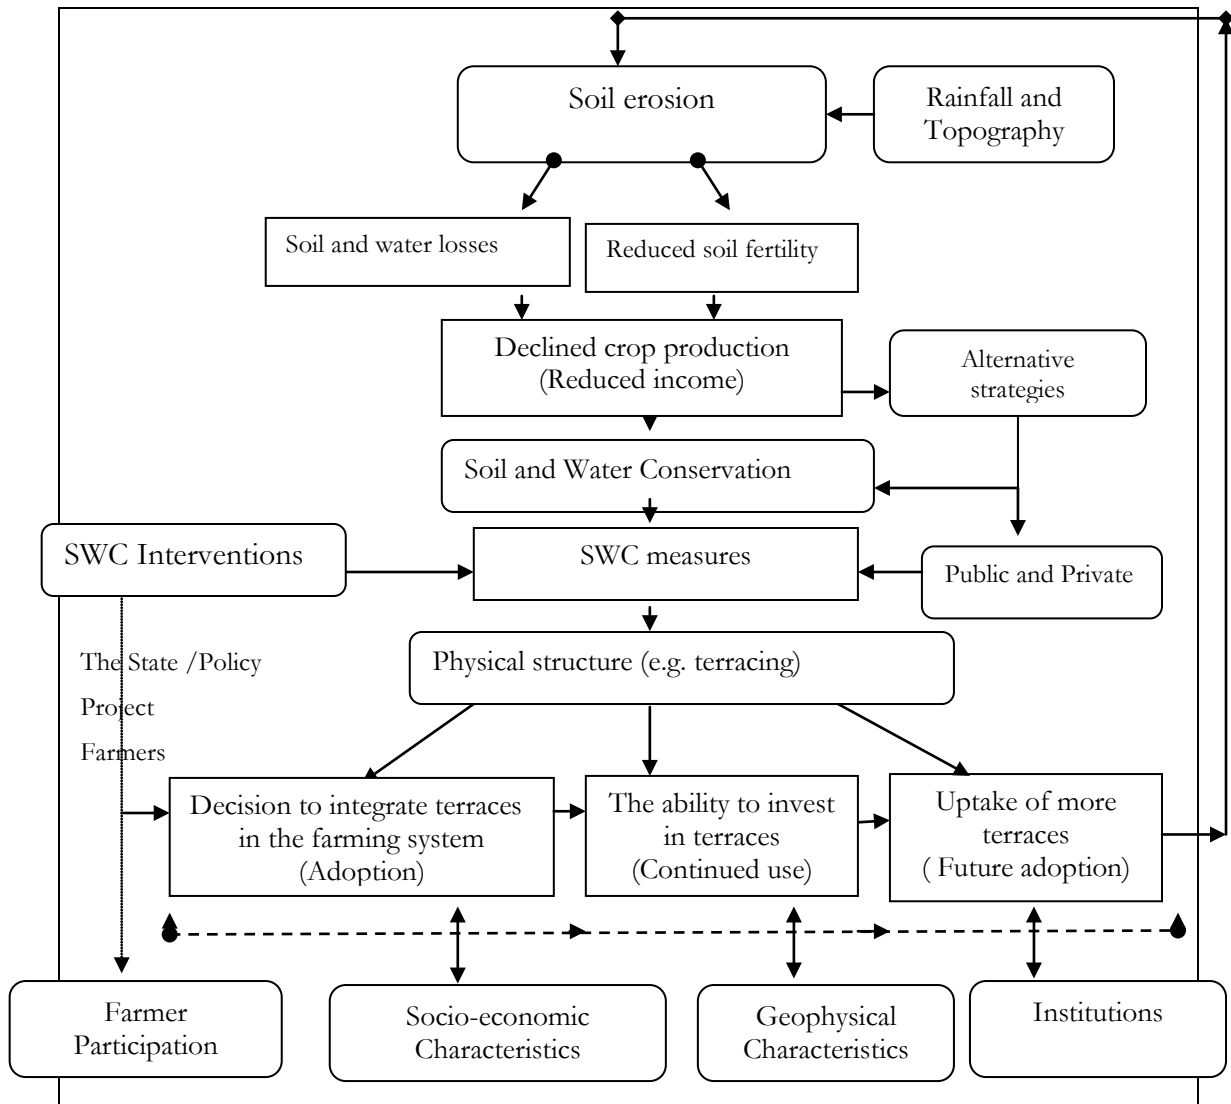 Soil erosion
Rainfall and
Topography
Soil and water losses
Reduced soil fertility
Declined crop production
(Reduced income)
Alternative
strategies
Soil and Water Conservation
SWC Interventions
SWC measures
Public and Private
The State /Policy
Project
Farmers
Physical structure (e.g. terracing)
Decision to integrate terraces
in the farming system
(Adoption)
The ability to invest
in terraces
(Continued use)
Uptake of more
terraces
( Future adoption)
Farmer
Participation
Socio-economic
Characteristics
Geophysical
Characteristics
Institutions